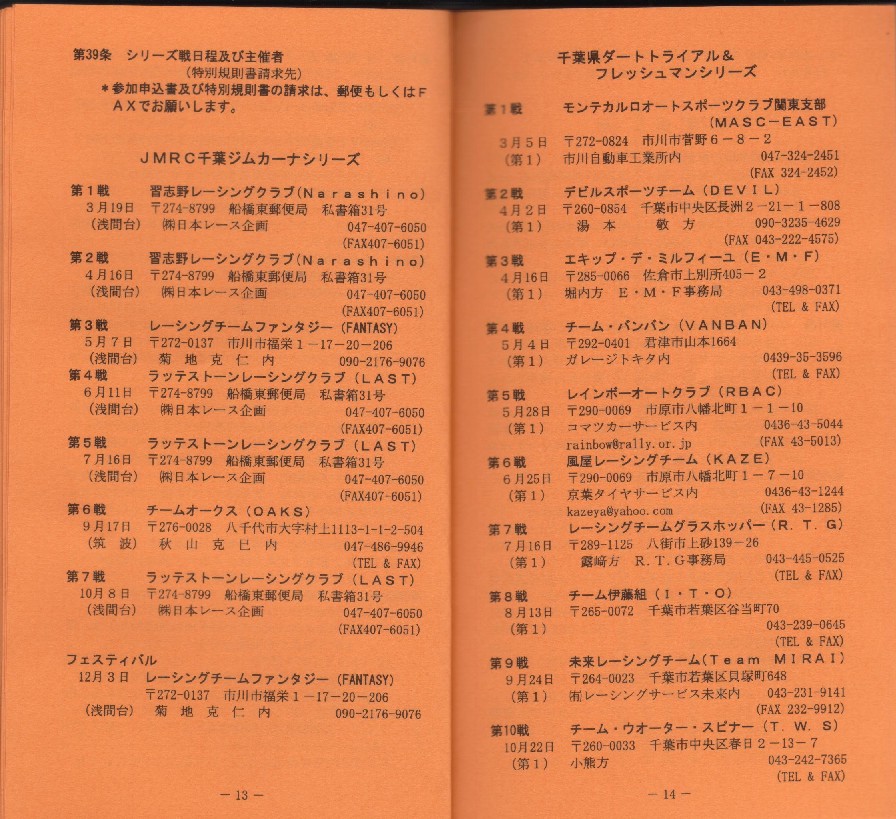 第39条　シリーズ戦日程及び主催者
（特別規則書請求先）
＊参加申込書及び特別規則書の請求は、郵便もしくはＦ
ＡＸでお願いします。
ＪＭＲＣ千葉ジムカーナシリーズ
第１戦　習志野レーシングクラブ(Ｎａｒａｓｈｉｎｏ)
３月19日　〒274-8799　船橋東郵便局　私書箱31号
（浅間台）　㈱日本レース企画　047-407-6050
(FAX407-6051)
第２戦　習志野レーシングクラブ(Ｎａｒａｓｈｉｎｏ)
４月16日　〒274-8799　船橋東郵便局　私書箱31号
（浅間台）　㈱日本レース企画　047-407-6050
(FAX407-6051)
第３戦　レーシングチームファンタジー（FANTASY）
５月７日　〒272-0137　市川市福栄１－17－20－206
（浅間台）　菊　地　克　仁　内　090-2176-9076
第４戦　ラッテストーンレーシングクラブ（ＬＡＳＴ）
６月11日　〒274-8799　船橋東郵便局　私書箱31号
（浅間台）　㈱日本レース企画　047-407-6050
(FAX407-6051)
第５戦　ラッテストーンレーシングクラブ（ＬＡＳＴ）
７月16日　〒274-8799　船橋東郵便局　私書箱31号
（浅間台）　㈱日本レース企画　047-407-6050
(FAX407-6051)
第６戦　チームオークス（ＯＡＫＳ）
９月17日　〒276-0028　八千代市大字村上1113-1-1-2-504
（筑　波）　秋　山　克　巳　内　047-486-9946
(TEL & FAX)
第７戦　ラッテストーンレーシングクラブ（ＬＡＳＴ）
10月８日　〒274-8799　船橋東郵便局　私書箱31号
（浅間台）　㈱日本レース企画　047-407-6050
(FAX407-6051)
フェスティバル
12月３日　レーシングチームファンタジー（FANTASY）
〒272-0137　市川市福栄１－17－20－206
（浅間台）　菊　地　克　仁　内　090-2176-9076
－ 13 －
千葉県ダートトライアル＆
フレッシュマンシリーズ
第１戦　モンテカルロオートスポーツクラブ関東支部
（ＭＡＳＣ－ＥＡＳＴ）
３月５日　〒272-0824　市川市菅野６－８－２
（第１）　市川自動車工業所内　047-324-2451
(FAX 324-2452)
第２戦　デビルスポーツチーム（ＤＥＶＩＬ）
４月２日　〒260-0854　千葉市中央区長洲２－21－１－808
（第１）　湯　本　　敬　方　090-3235-4629
(FAX 043-222-4575)
第３戦　エキップ・デ・ミルフィーユ（Ｅ・Ｍ・Ｆ）
４月16日　〒285-0066　佐倉市上別所405－２
（第１）　堀内方　Ｅ・Ｍ・Ｆ事務局　043-498-0371
(TEL & FAX)
第４戦　チーム・バンバン（ＶＡＮＢＡＮ）
５月４日　〒292-0401　君津市山本1664
（第１）　ガレージトキタ内　0439-35-3596
(TEL & FAX)
第５戦　レインボーオートクラブ（ＲＢＡＣ）
５月28日　〒290-0069　市原市八幡北町１－１－10
（第１）　コマツカーサービス内　0436-43-5044
rainbow@rally.or.jp　(FAX 43-5013)
第６戦　風屋レーシングチーム（ＫＡＺＥ）
６月25日　〒290-0069　市原市八幡北町１－７－10
（第１）　京葉タイヤサービス内　0436-43-1244
kazeya@yahoo.com　(FAX 43-1285)
第７戦　レーシングチームグラスホッパー（Ｒ．Ｔ．Ｇ）
７月16日　〒289-1125　八街市上砂139－26
（第１）　露﨑方　Ｒ．Ｔ．Ｇ事務局　043-445-0525
(TEL & FAX)
第８戦　チーム伊藤組（Ｉ・Ｔ・Ｏ）
８月13日　〒265-0072　千葉市若葉区谷当町70
（第１）　043-239-0645
(TEL & FAX)
第９戦　未来レーシングチーム(Ｔｅａｍ　ＭＩＲＡＩ)
９月24日　〒264-0023　千葉市若葉区貝塚町648
（第１）　㈲レーシングサービス未来内　043-231-9141
(FAX 232-9912)
第10戦　チーム・ウオーター・スピナー（Ｔ．Ｗ．Ｓ）
10月22日　〒260-0033　千葉市中央区春日２－13－７
（第１）　小熊方　043-242-7365
(TEL & FAX)
－ 14 －